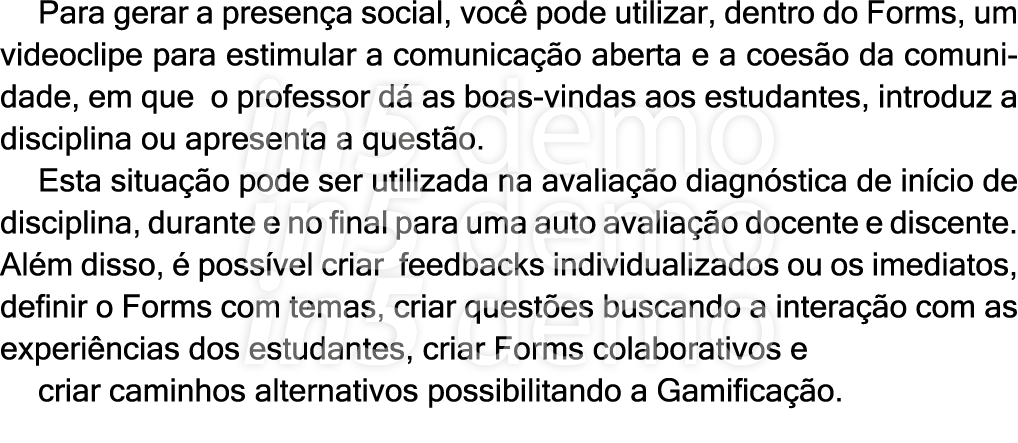 Para gerar a presença social, você pode utilizar, dentro do Forms, um
videoclipe para estimular a comunicação aberta e a coesão da comuni-
dade, em que  o professor dá as boas-vindas aos estudantes, introduz a
disciplina ou apresenta a questão.
Esta situação pode ser utilizada na avaliação diagnóstica de início de
disciplina, durante e no final para uma auto avaliação docente e discente.
Além disso, é possível criar  feedbacks individualizados ou os imediatos,
definir o Forms com temas, criar questões buscando a interação com as
experiências dos estudantes, criar Forms colaborativos e
criar caminhos alternativos possibilitando a Gamificação.
in5 demo
in5 demo
in5 demo